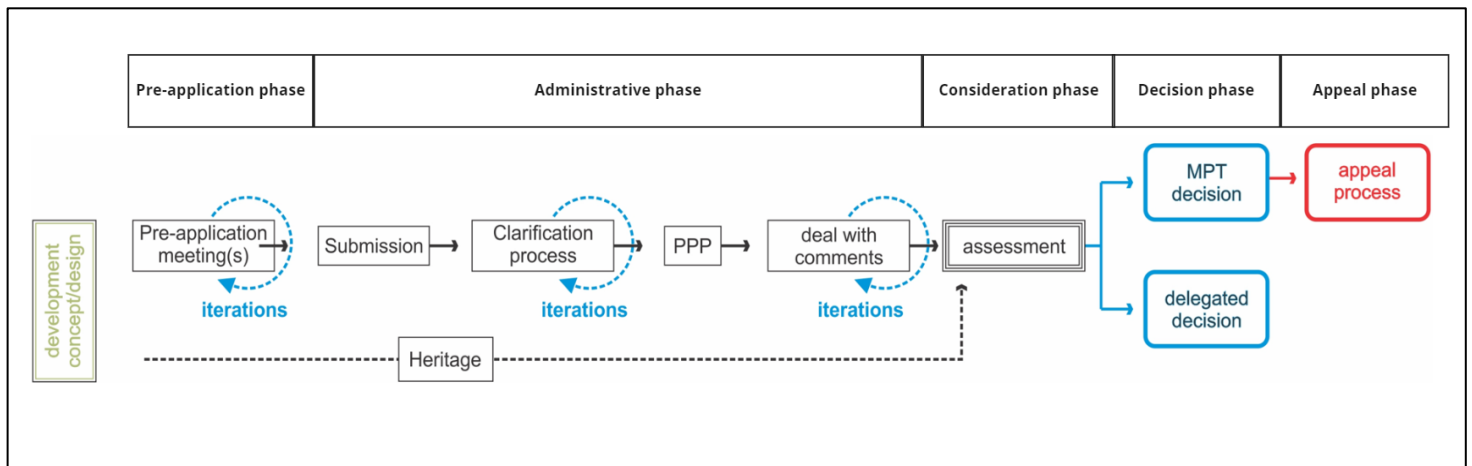 Pre-application phase
Administrative phase
Consideration phase
Decision phase
Appeal phase
development
concept/design
Pre-application
meeting(s)
iterations
Submission
Clarification
process
iterations
PPP
deal with
comments
iterations
assessment
MPT
decision
appeal
process
delegated
decision
Heritage